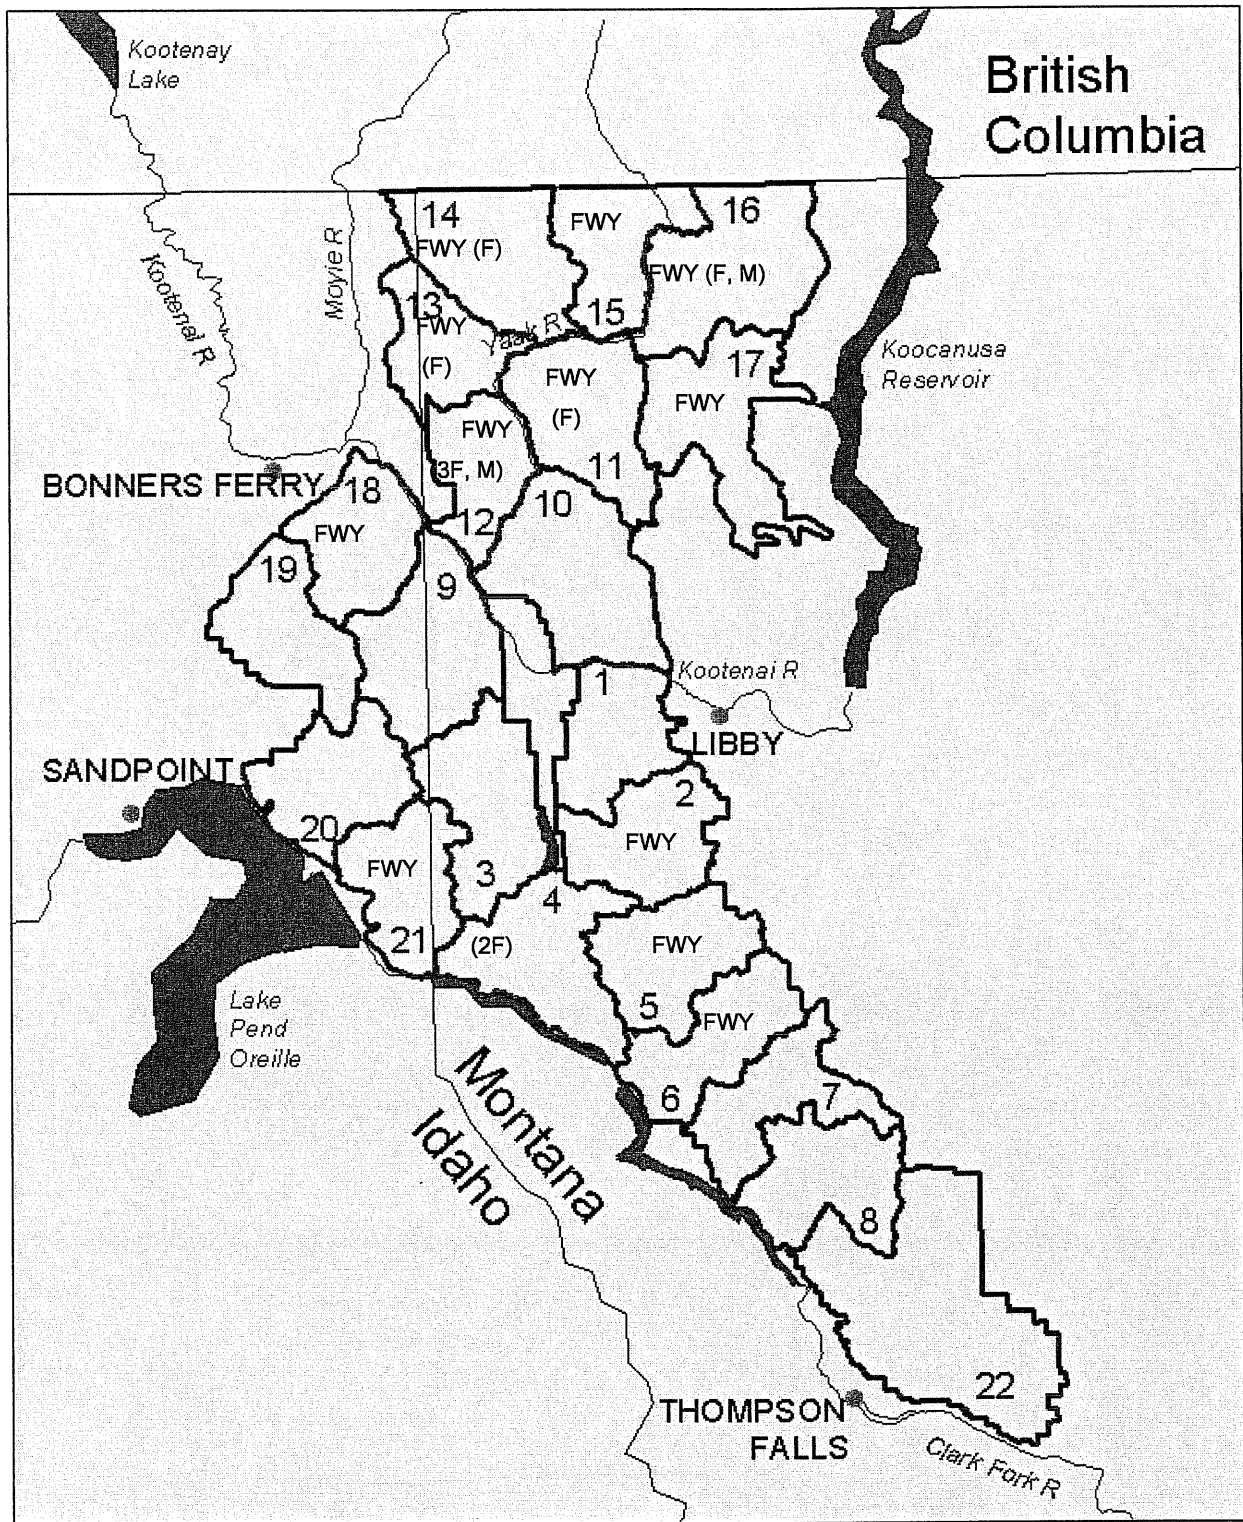 Kootenay
Lake
British
Columbia
14
FWY
16
FWY (F)
Moyie R
Kootenai R
FWY (F, M)
13
FWY
(F)
Yaak R
15
17
Koocanusa
Reservoir
FWY
(F)
FWY
FWY
3F, M)
11
BONNERS FERRY
18
10
12
FWY
19
9
Kootenai R
1
LIBBY
SANDPOINT
2
20
FWY
FWY
3
4
21
(2F)
FWY
5
FWY
Lake
Pend
Oreille
Montana
Idaho
6
7
8
22
THOMPSON
FALLS
Clark Fork R